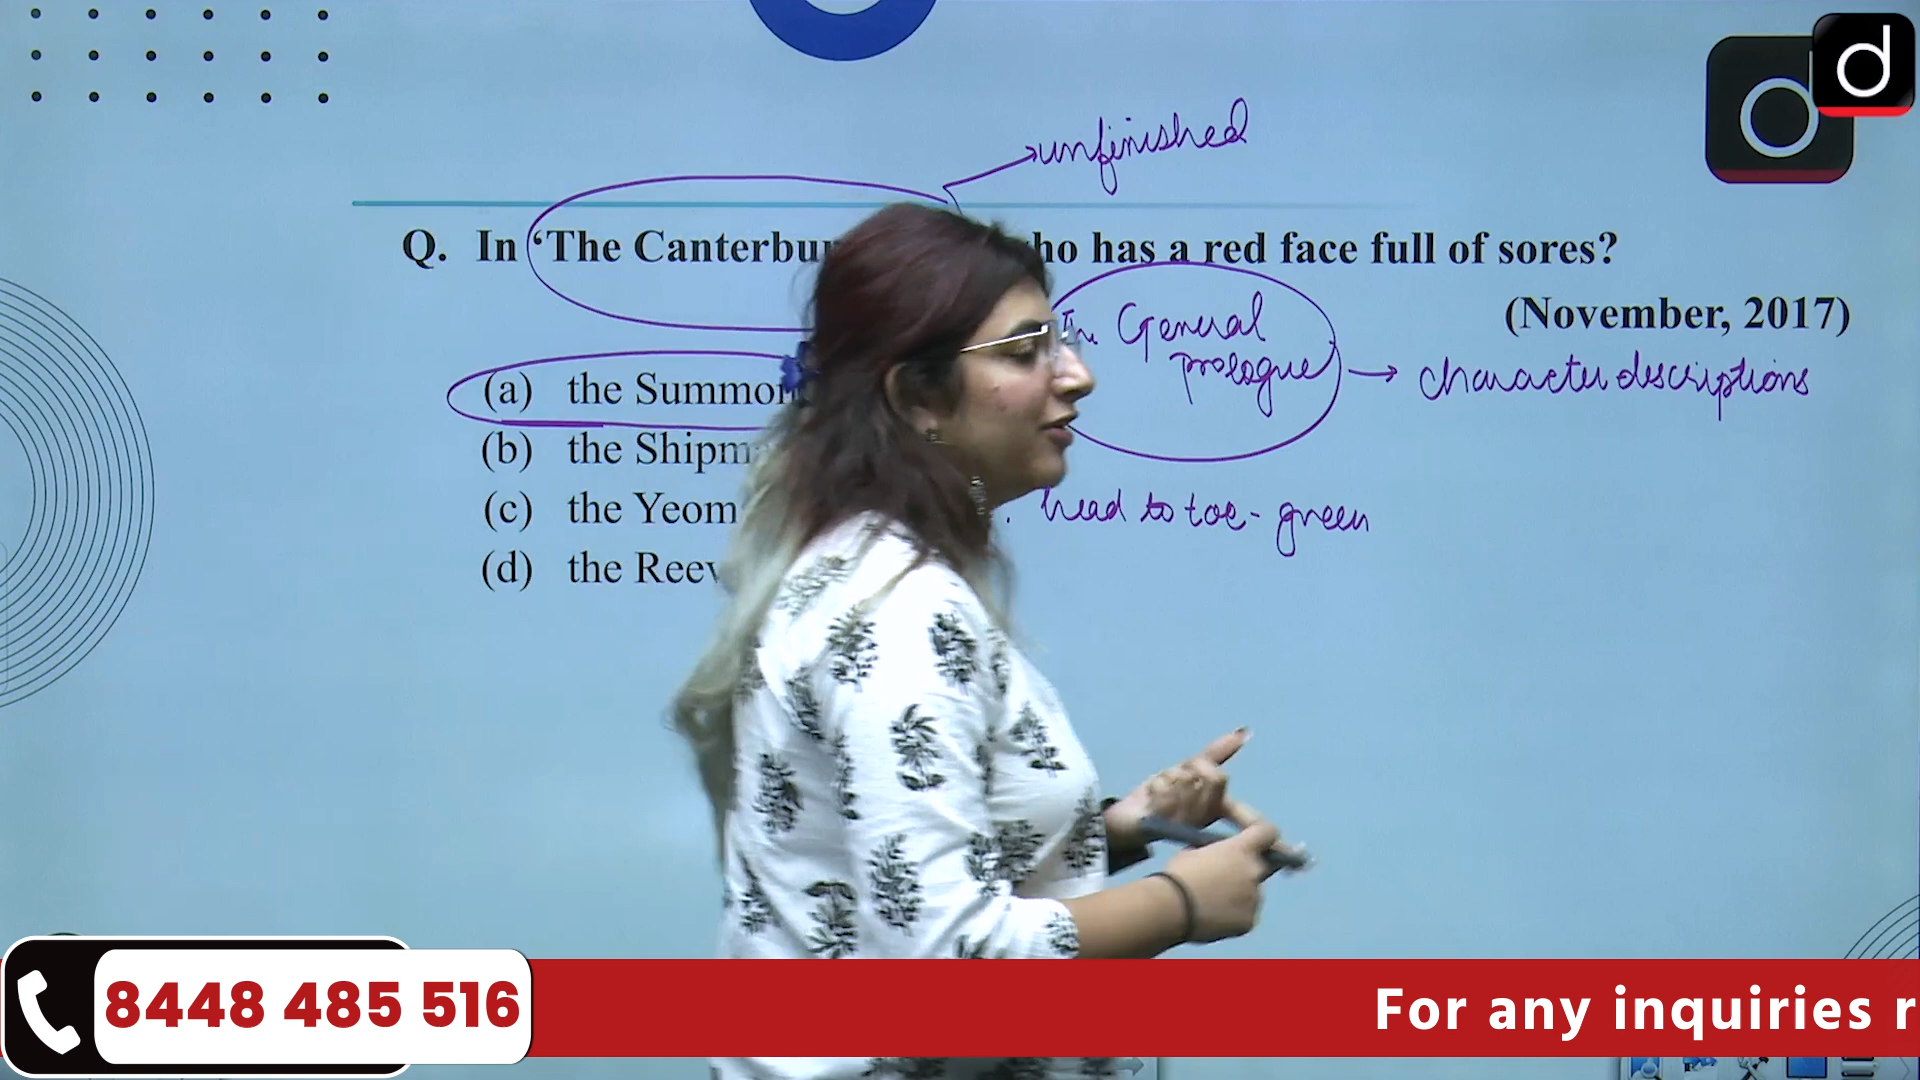 d
unfinished
Q. In ‘The Canterbu ho has a red face full of sores?
(November, 2017)
In General
prologue → character descriptions
(a) the Summon
(b) the Shipm
(c) the Yeom head to toe - green
(d) the Reev
8448 485 516
For any inquiries r